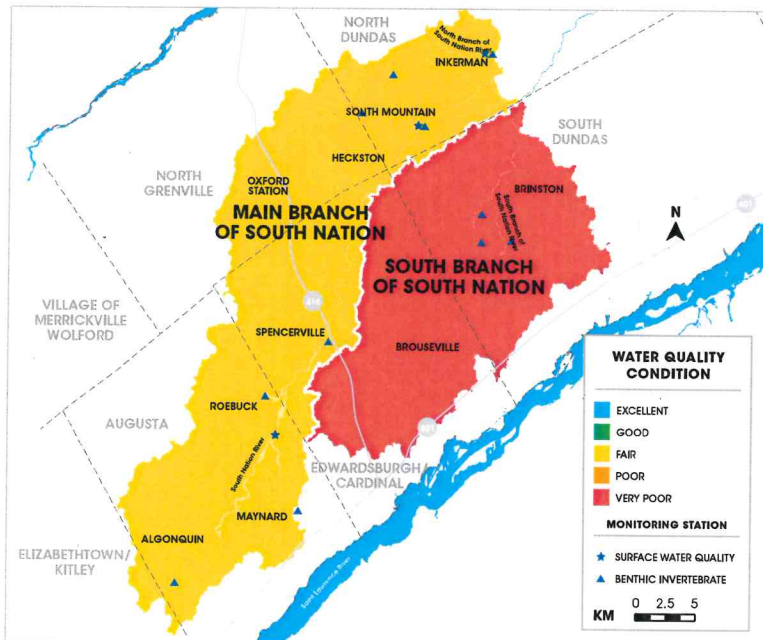 NORTH
DUNDAS
North Branch of
South Nation River
INKERMAN
SOUTH MOUNTAIN
SOUTH
DUNDAS
HECKSTON
NORTH
GRENVILLE
OXFORD
STATION
BRINSTON
MAIN BRANCH
OF SOUTH NATION
South Branch of
South Nation River
401
N
SOUTH BRANCH
OF SOUTH NATION
416
VILLAGE OF
MERRICKVILLE
WOLFORD
SPENCERVILLE
BROUSEVILLE
ROEBUCK
AUGUSTA
401
South Nation River
EDWARDSBURGH/
CARDINAL
MAYNARD
ALGONQUIN
ELIZABETHTOWN/
KITLEY
Saint Lawrence River
WATER QUALITY
CONDITION
EXCELLENT
GOOD
FAIR
POOR
VERY POOR
MONITORING STATION
SURFACE WATER QUALITY
BENTHIC INVERTEBRATE
KM 0 2.5 5